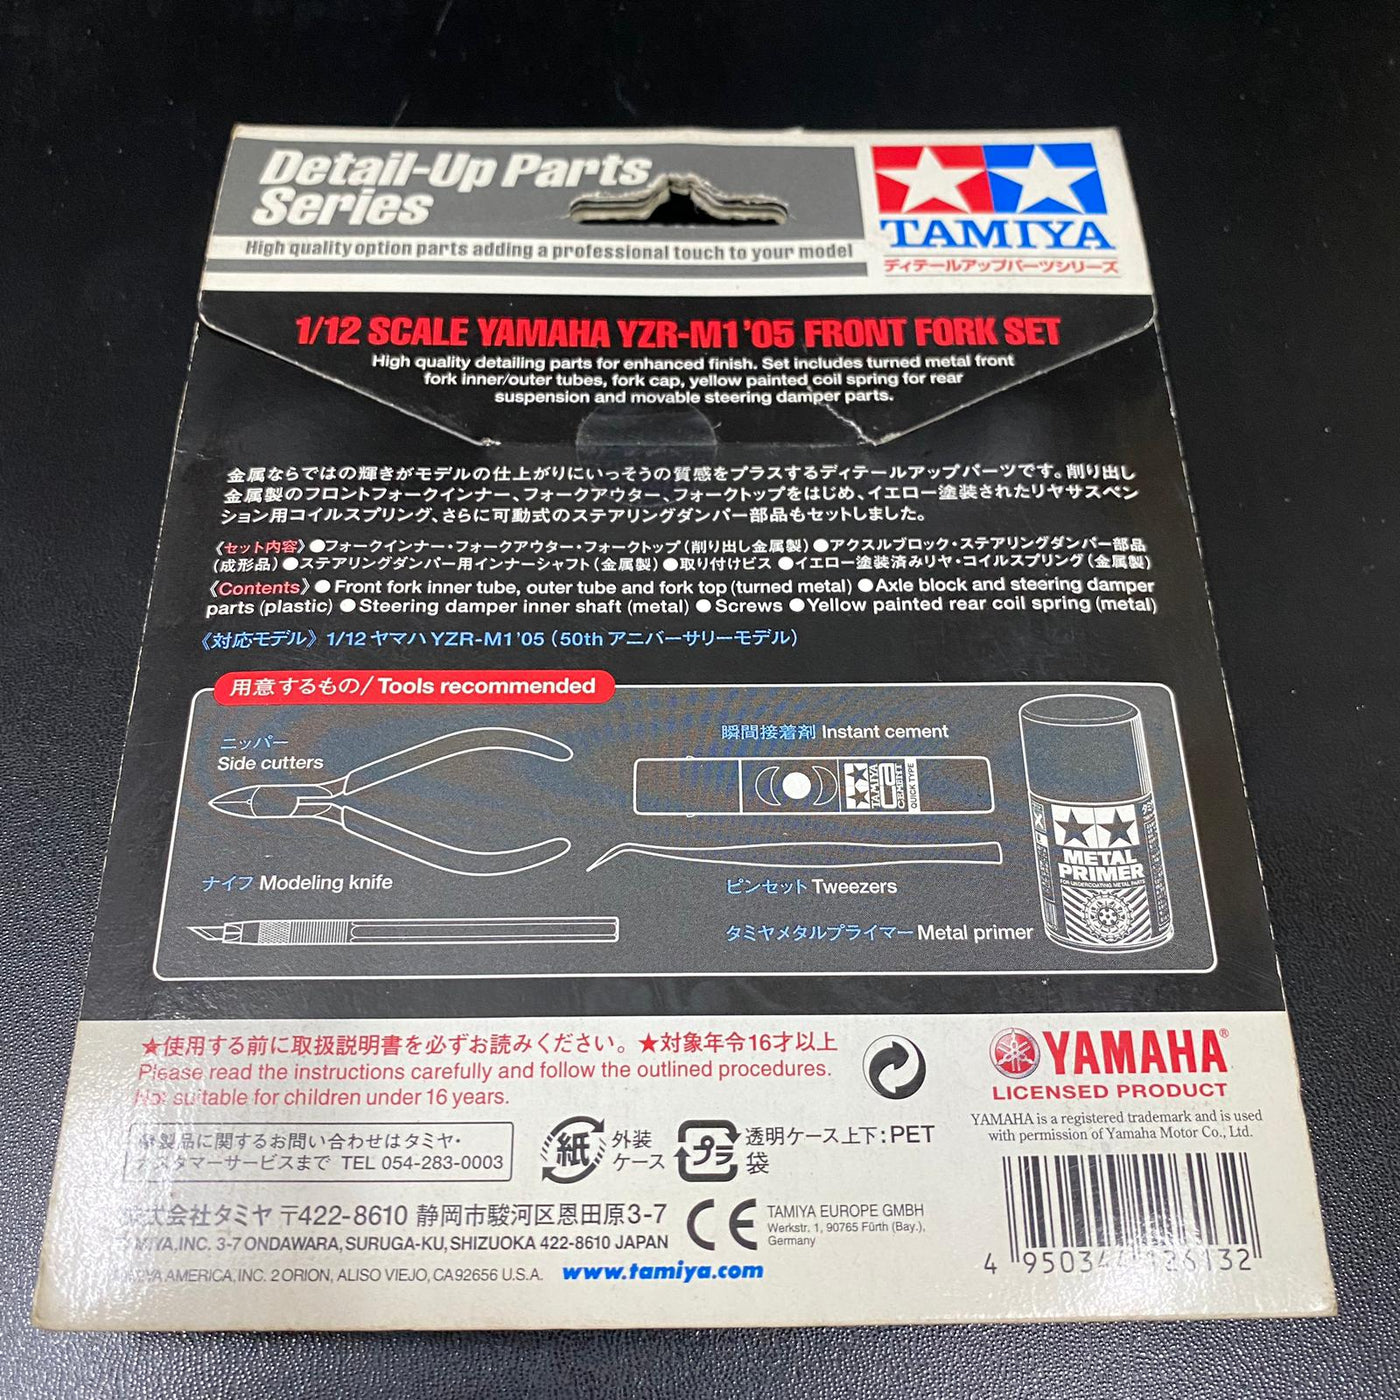 Detail-Up Parts
Series
High quality option parts adding a professional touch to your model
TAMIYA
ディテールアップパーツシリーズ
1/12 SCALE YAMAHA YZR-M1 '05 FRONT FORK SET
High quality detailing parts for enhanced finish. Set includes turned metal front
fork inner/outer tubes, fork cap, yellow painted coil spring for rear
suspension and movable steering damper parts.
金属ならではの輝きがモデルの仕上がりにいっそうの質感をプラスするディテールアップパーツです。削り出し
金属製のフロントフォークインナー、フォークアウター、フォークトップをはじめ、イエロー塗装されたリヤサスペン
ション用コイルスプリング、さらに可動式のステアリングダンパー部品もセットしました。
《セット内容》●フォークインナー・フォークアウター・フォークトップ(削り出し金属製)●アクスルブロック・ステアリングダンパー部品
(成形品)●ステアリングダンパー用インナーシャフト(金属製)●取り付けビス ●イエロー塗装済みリヤ・コイルスプリング(金属製)
《Contents》●Front fork inner tube, outer tube and fork top (turned metal) ●Axle block and steering damper
parts (plastic) ●Steering damper inner shaft (metal) ●Screws ●Yellow painted rear coil spring (metal)
《対応モデル》1/12 ヤマハ YZR-M1 '05 (50th アニバーサリーモデル)
用意するもの/Tools recommended
ニッパー
Side cutters
瞬間接着剤 Instant cement
TAMIYA
CEMENT
QUICK TYPE
METAL
PRIMER
FOR UNDERCOATING METAL PARTS
ナイフ Modeling knife
ピンセット Tweezers
タミヤメタルプライマー Metal primer
★使用する前に取扱説明書を必ずお読みください。★対象年令16才以上
Please read the instructions carefully and follow the outlined procedures.
Not suitable for children under 16 years.
製品に関するお問い合わせはタミヤ・
カスタマーサービスまで TEL 054-283-0003
紙 外装
ケース
プラ 透明ケース上下:PET
袋
YAMAHA®
LICENSED PRODUCT
YAMAHA is a registered trademark and is used
with permission of Yamaha Motor Co., Ltd.
株式会社タミヤ 〒422-8610 静岡市駿河区恩田原3-7
TAMIYA, INC. 3-7 ONDAWARA, SURUGA-KU, SHIZUOKA 422-8610 JAPAN
TAMIYA AMERICA, INC. 2 ORION, ALISO VIEJO, CA 92656 U.S.A. www.tamiya.com
CE
TAMIYA EUROPE GMBH
Werkstr. 1, 90765 Fürth (Bay.),
Germany
4 950344 126132